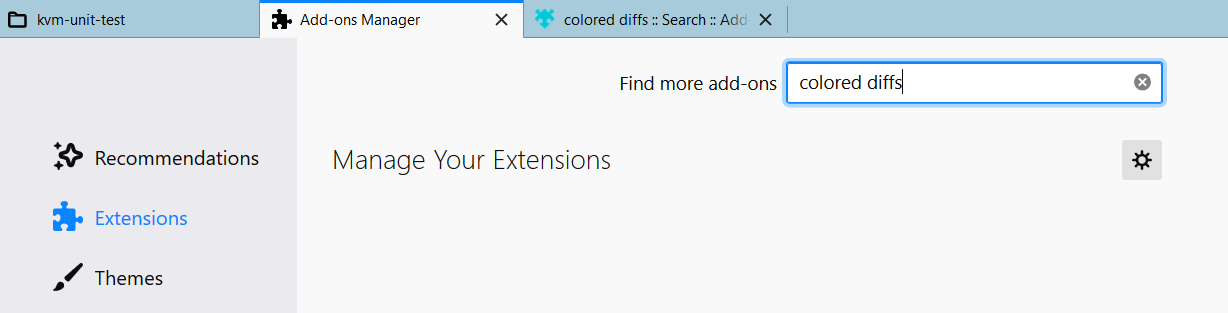 kvm-unit-test
Add-ons Manager
colored diffs :: Search :: Add-
Find more add-ons
colored diffs
Recommendations
Manage Your Extensions
Extensions
Themes